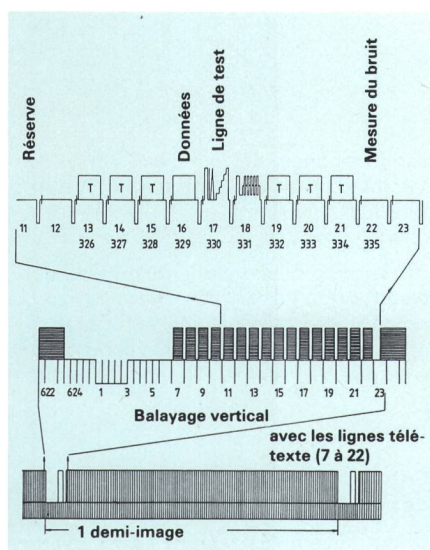 Réserve
Données
Ligne de test
Mesure du bruit
T T T T T T
11 12 13 14 15 16 17 18 19 20 21 22 23
326 327 328 329 330 331 332 333 334 335
622 624 1 3 5 7 9 11 13 15 17 19 21 23
Balayage vertical
avec les lignes télé-
texte (7 à 22)
1 demi-image